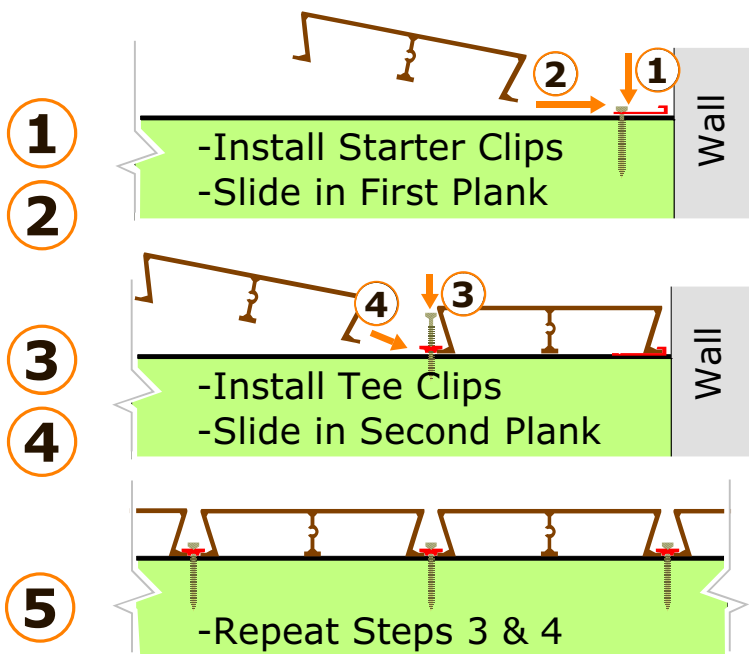 2
1
Wall
1
-Install Starter Clips
2
-Slide in First Plank
4
3
Wall
3
-Install Tee Clips
4
-Slide in Second Plank
5
-Repeat Steps 3 & 4